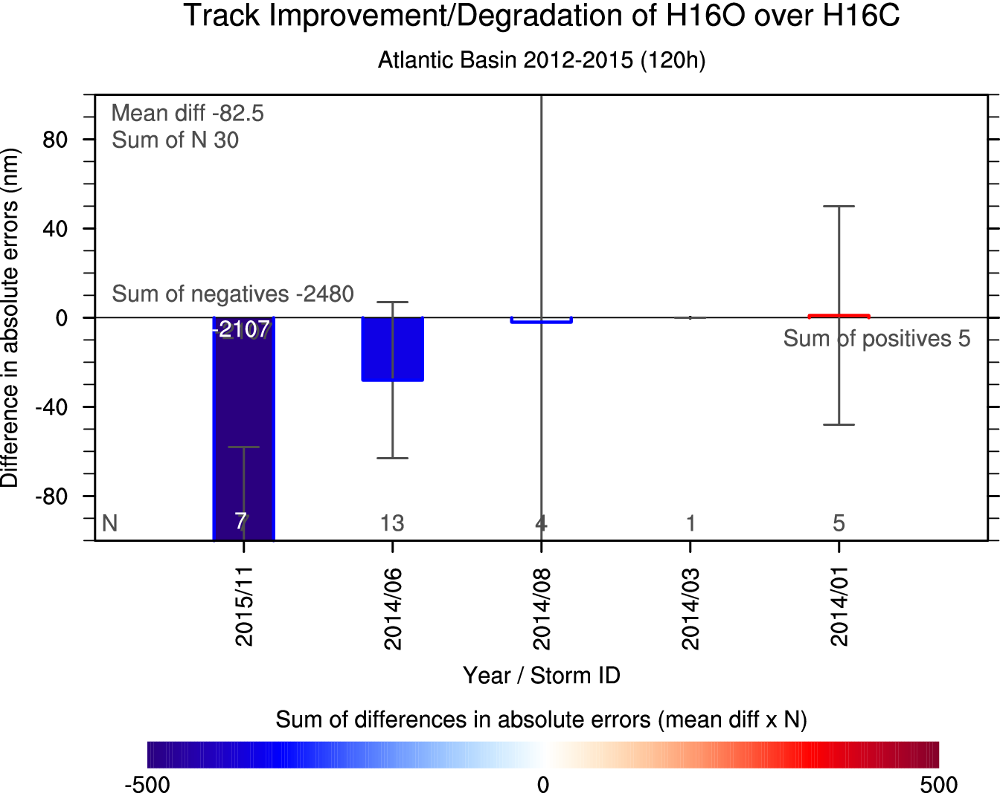 Track Improvement/Degradation of H16O over H16C
Atlantic Basin 2012-2015 (120h)
Mean diff -82.5
Sum of N 30
80
40
0
-40
-80
Difference in absolute errors (nm)
Sum of negatives -2480
-2107
Sum of positives 5
N 7 13 4 1 5
2015/11 2014/06 2014/08 2014/03 2014/01
Year / Storm ID
Sum of differences in absolute errors (mean diff x N)
-500 0 500